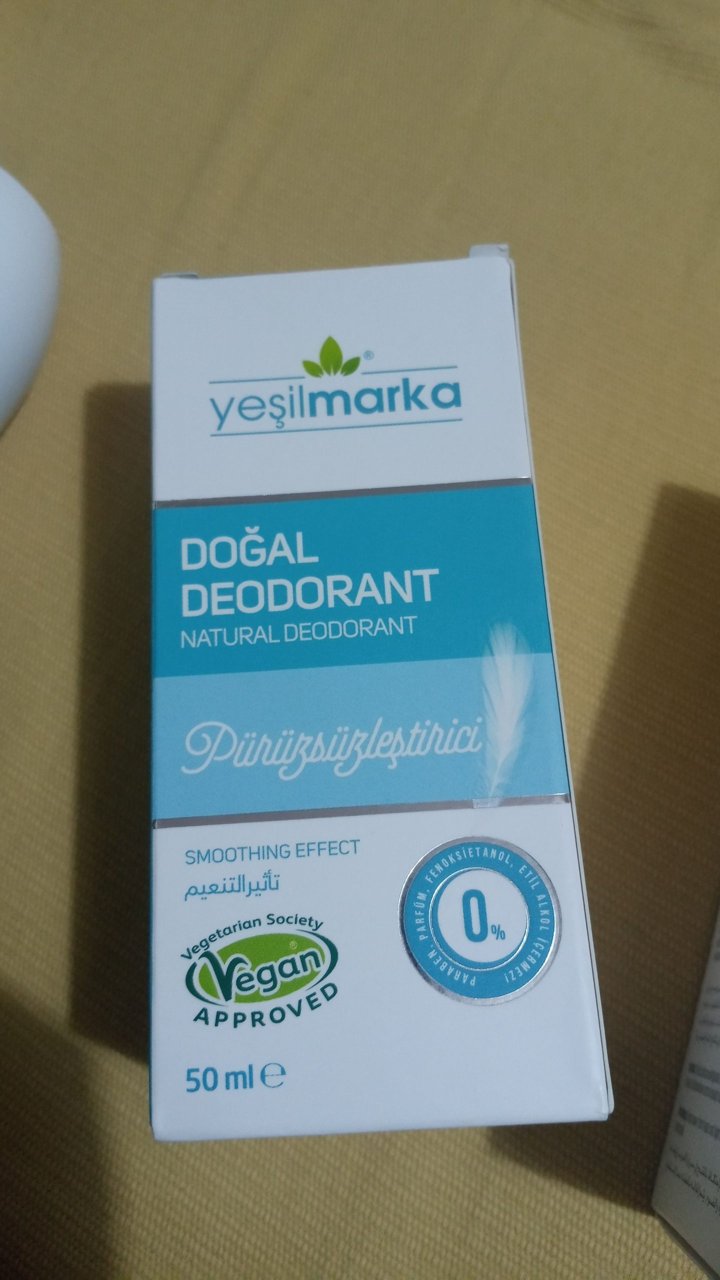 yeşilmarka®
DOĞAL
DEODORANT
NATURAL DEODORANT
Pürüzsüzleştirici
SMOOTHING EFFECT
تأثيرالتنعيم
Vegetarian Society
Vegan®
APPROVED
PARABEN, PARFÜM, FENOKSİETANOL, ETİL ALKOL İÇERMEZ!
0%
50 ml ℮